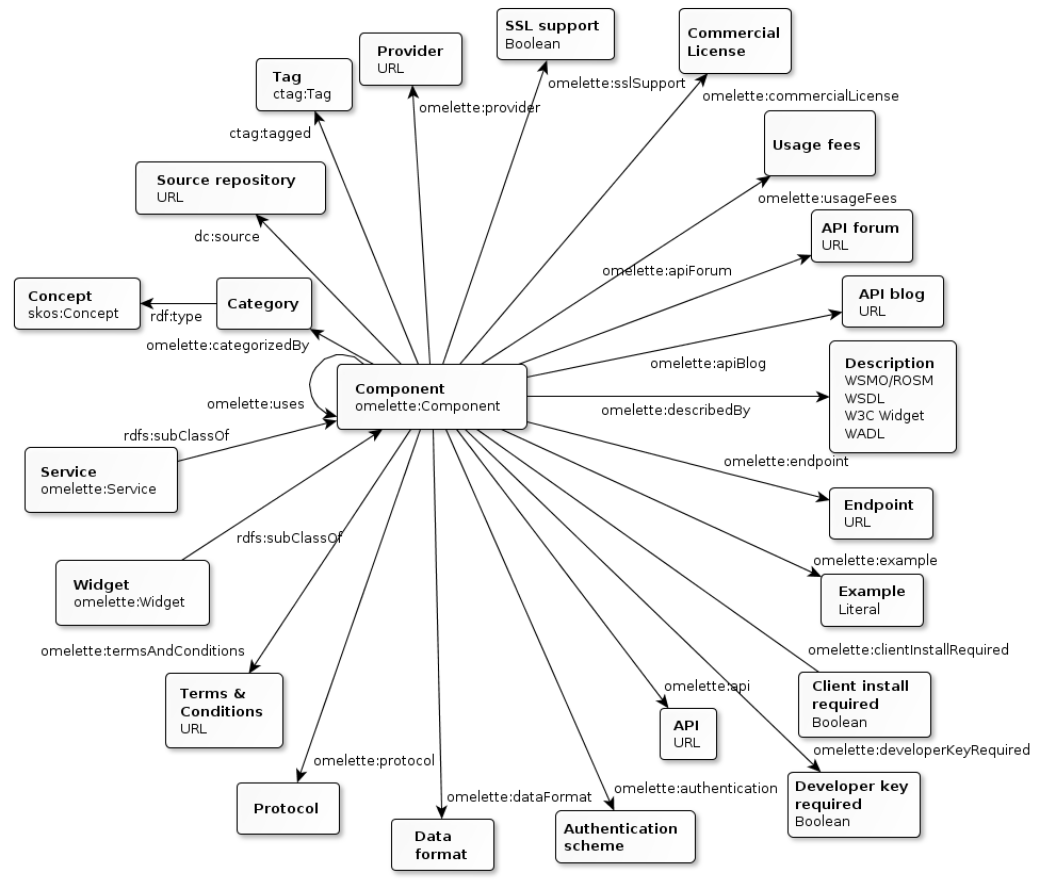 SSL support
Boolean
Commercial
License
Provider
URL
Tag
ctag:Tag
omelette:sslSupport
omelette:commercialLicense
omelette:provider
ctag:tagged
Usage fees
Source repository
URL
omelette:usageFees
API forum
URL
dc:source
omelette:apiForum
Concept
skos:Concept
rdf:type
Category
API blog
URL
omelette:categorizedBy
omelette:apiBlog
Description
WSMO/ROSM
WSDL
W3C Widget
WADL
Component
omelette:Component
omelette:uses
omelette:describedBy
rdfs:subClassOf
Service
omelette:Service
omelette:endpoint
Endpoint
URL
rdfs:subClassOf
omelette:example
Widget
omelette:Widget
Example
Literal
omelette:termsAndConditions
omelette:clientInstallRequired
Terms &
Conditions
URL
omelette:api
Client install
required
Boolean
API
URL
omelette:developerKeyRequired
omelette:protocol
Protocol
omelette:dataFormat
omelette:authentication
Developer key
required
Boolean
Data
format
Authentication
scheme